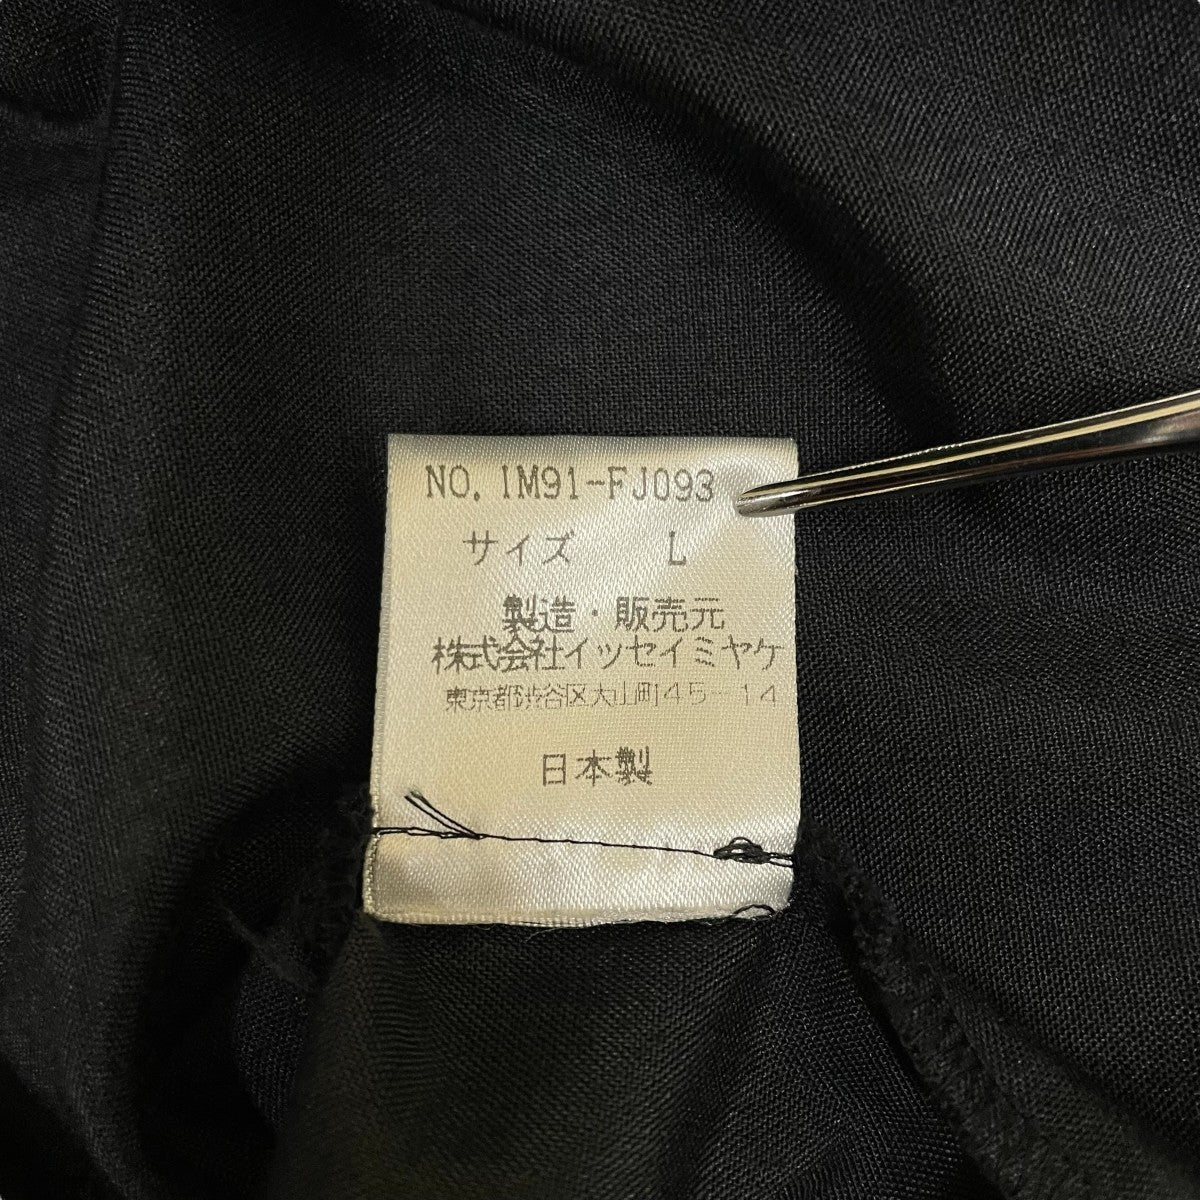 NO. IM91-FJ093
サイズ L
製造・販売元
株式会社イッセイミヤケ
東京都渋谷区大山町45-14
日本製